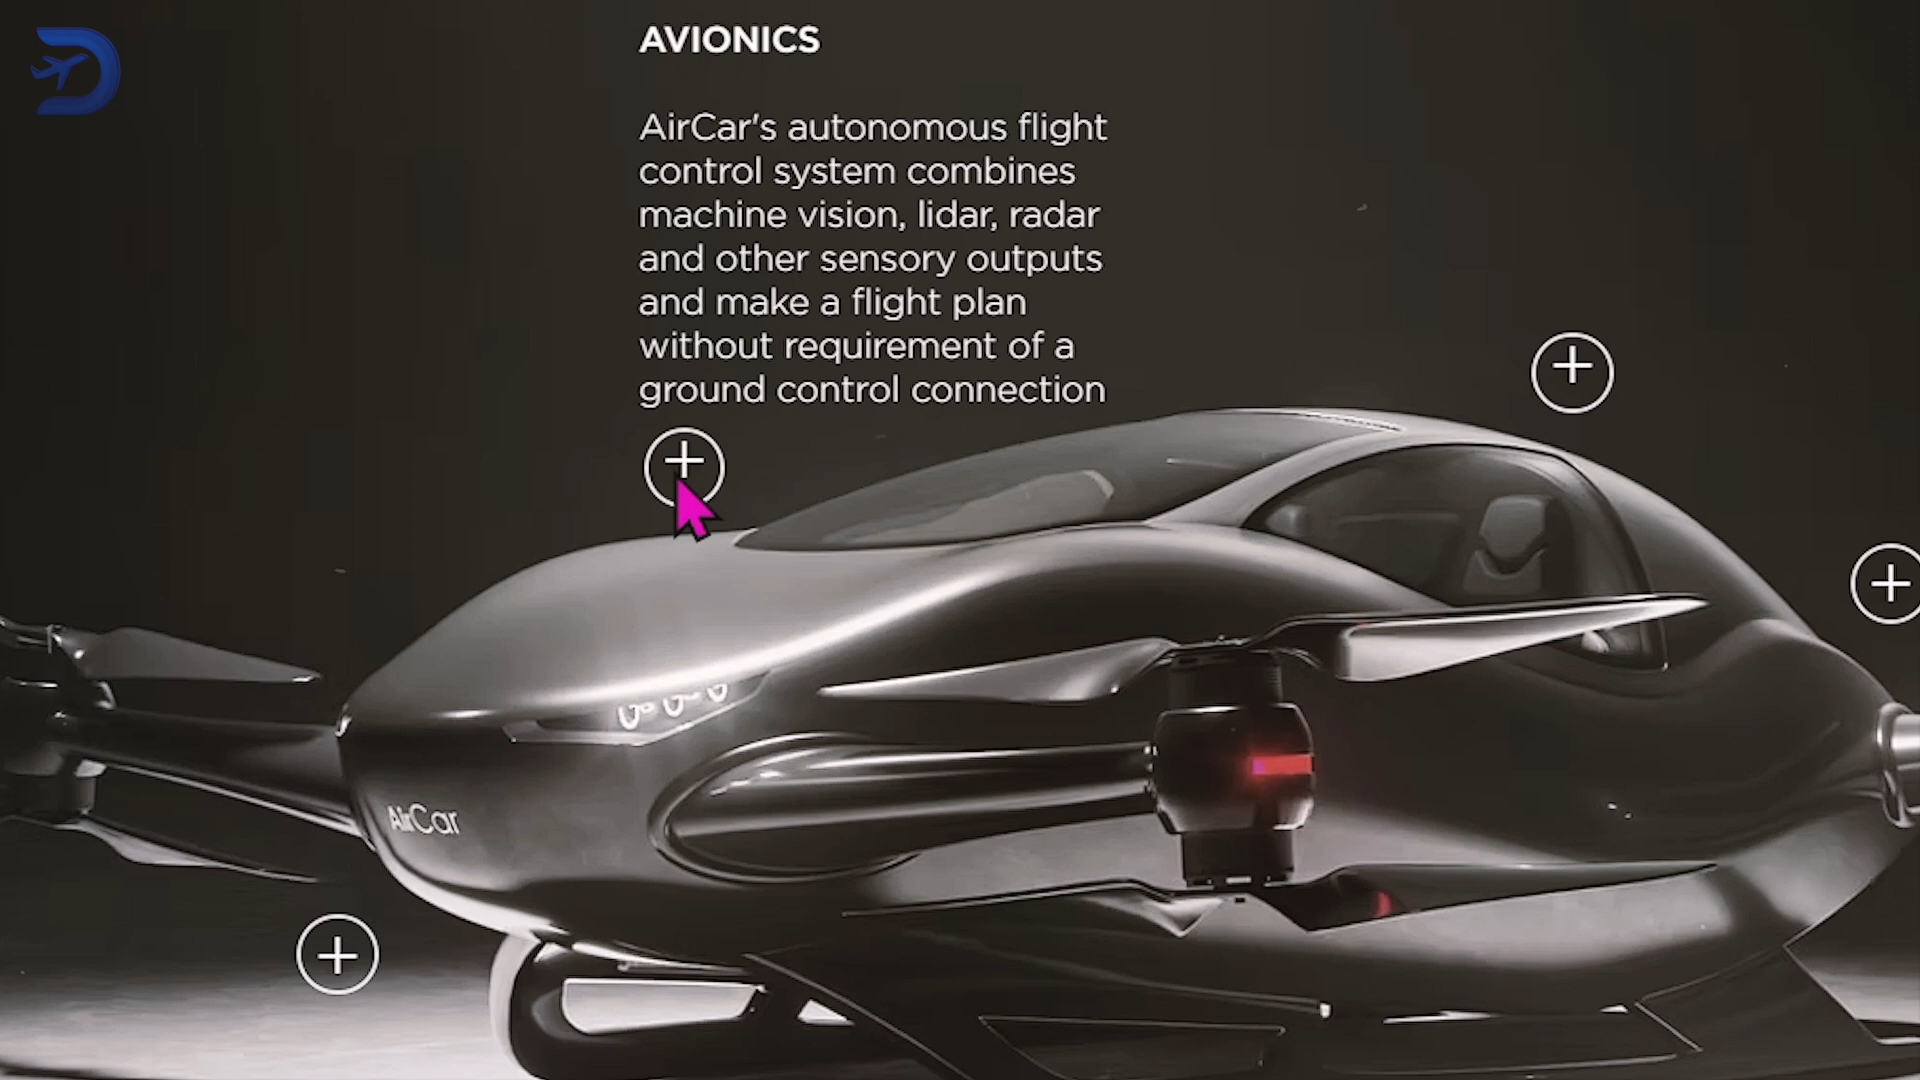 AVIONICS
AirCar's autonomous flight
control system combines
machine vision, lidar, radar
and other sensory outputs
and make a flight plan
without requirement of a
ground control connection
AirCar